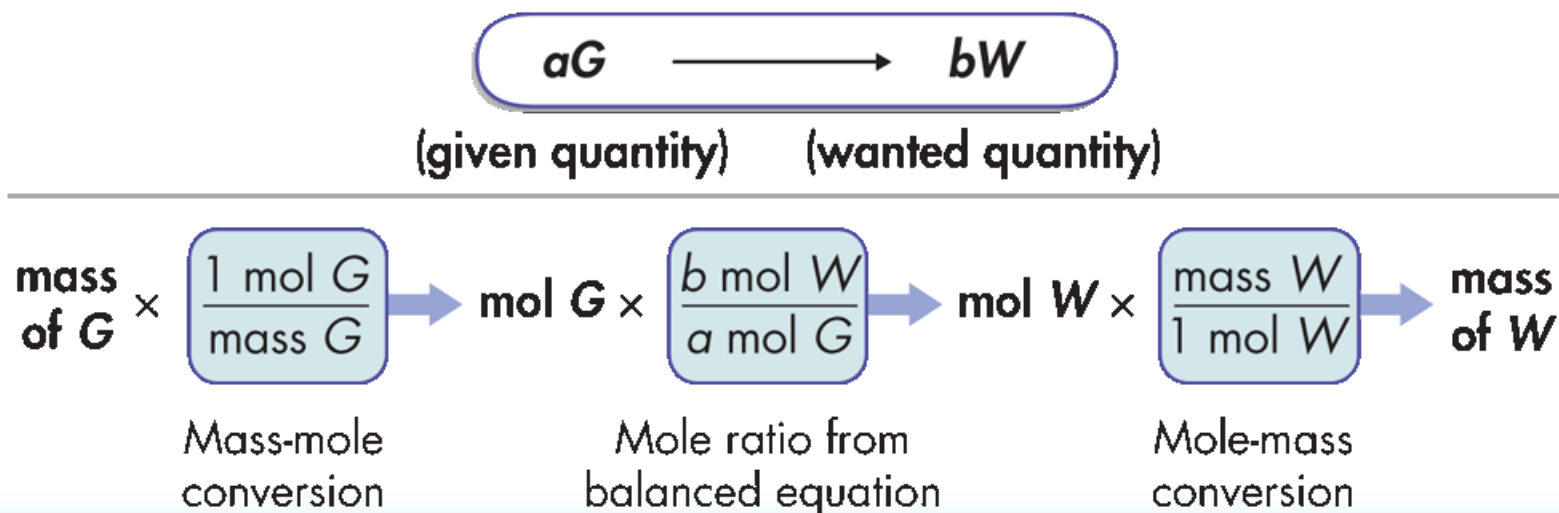 aG → bW
(given quantity) (wanted quantity)
mass of G × 1 mol G / mass G → mol G × b mol W / a mol G → mol W × mass W / 1 mol W → mass of W
Mass-mole conversion
Mole ratio from balanced equation
Mole-mass conversion